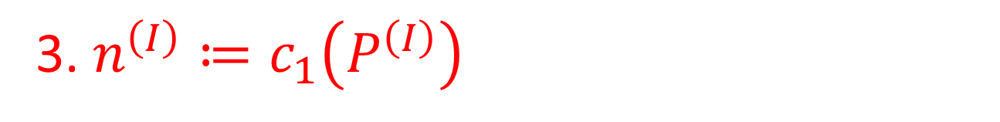 3. n^{(I)} := c_1(P^{(I)})